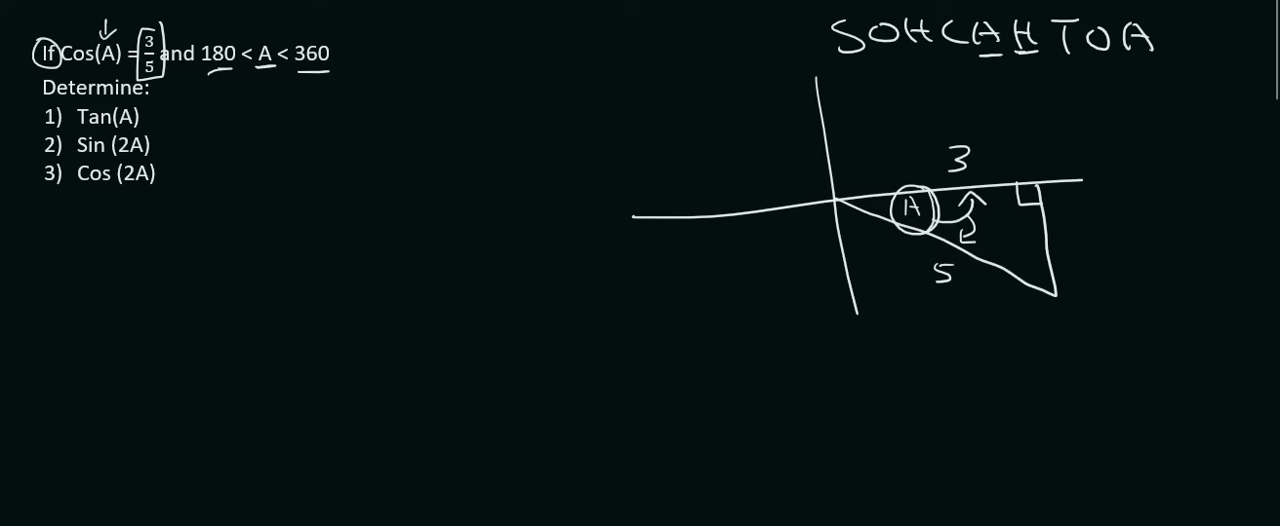 If Cos(A) = 3/5 and 180 < A < 360
Determine:
1) Tan(A)
2) Sin (2A)
3) Cos (2A)
SOHCAHTOA
3
A
5